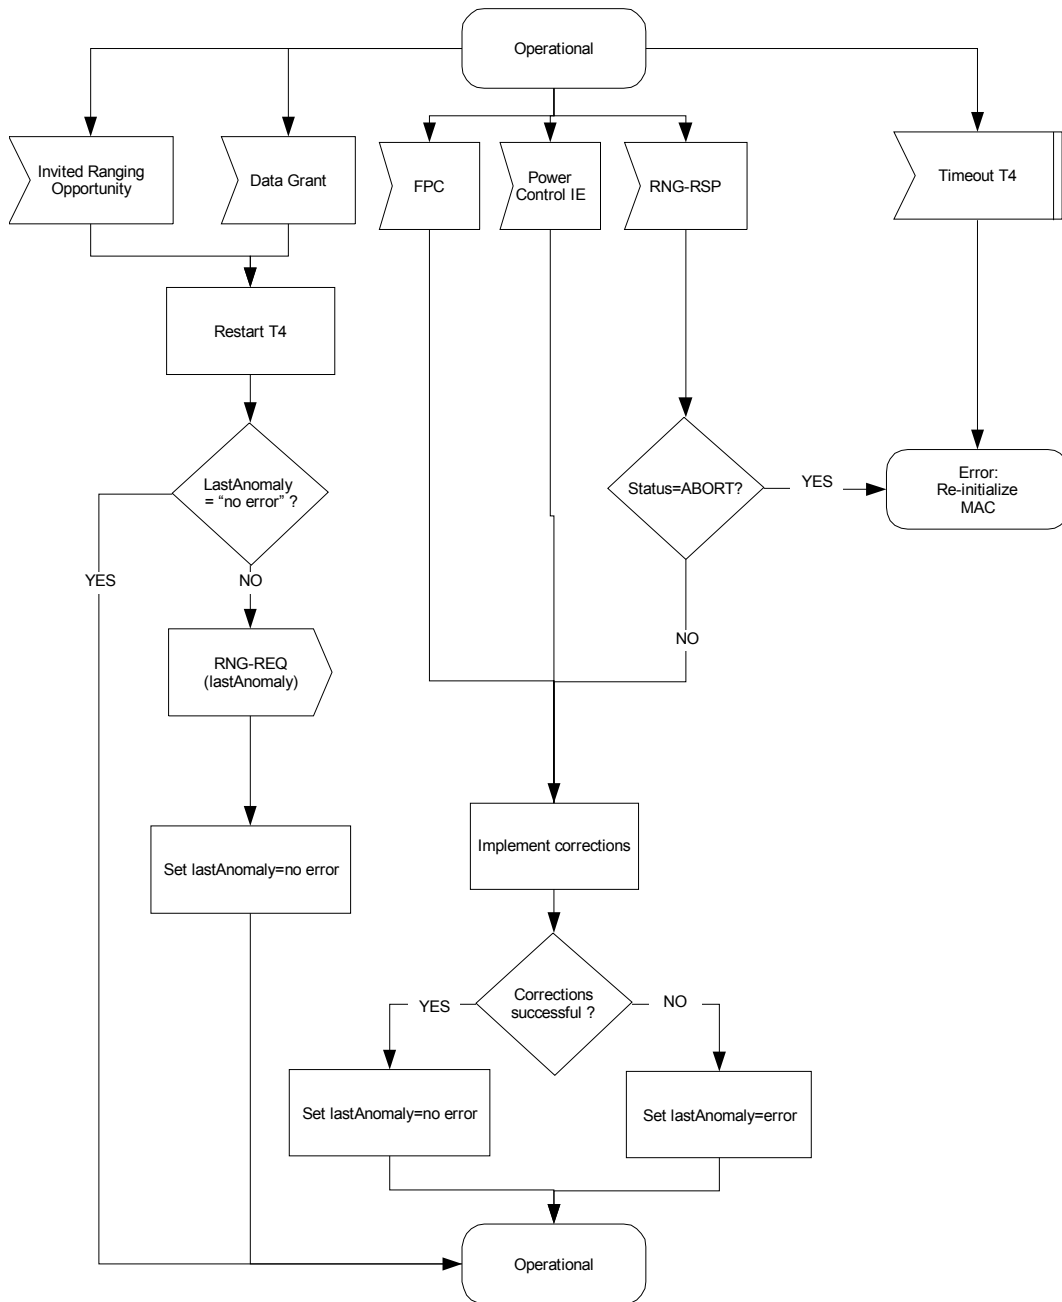 Operational
Invited Ranging
Opportunity
Data Grant
FPC
Power
Control IE
RNG-RSP
Timeout T4
Restart T4
LastAnomaly
= “no error” ?
Status=ABORT?
YES
Error:
Re-initialize
MAC
YES
NO
NO
RNG-REQ
(lastAnomaly)
Set lastAnomaly=no error
Implement corrections
Corrections
successful ?
YES
NO
Set lastAnomaly=no error
Set lastAnomaly=error
Operational